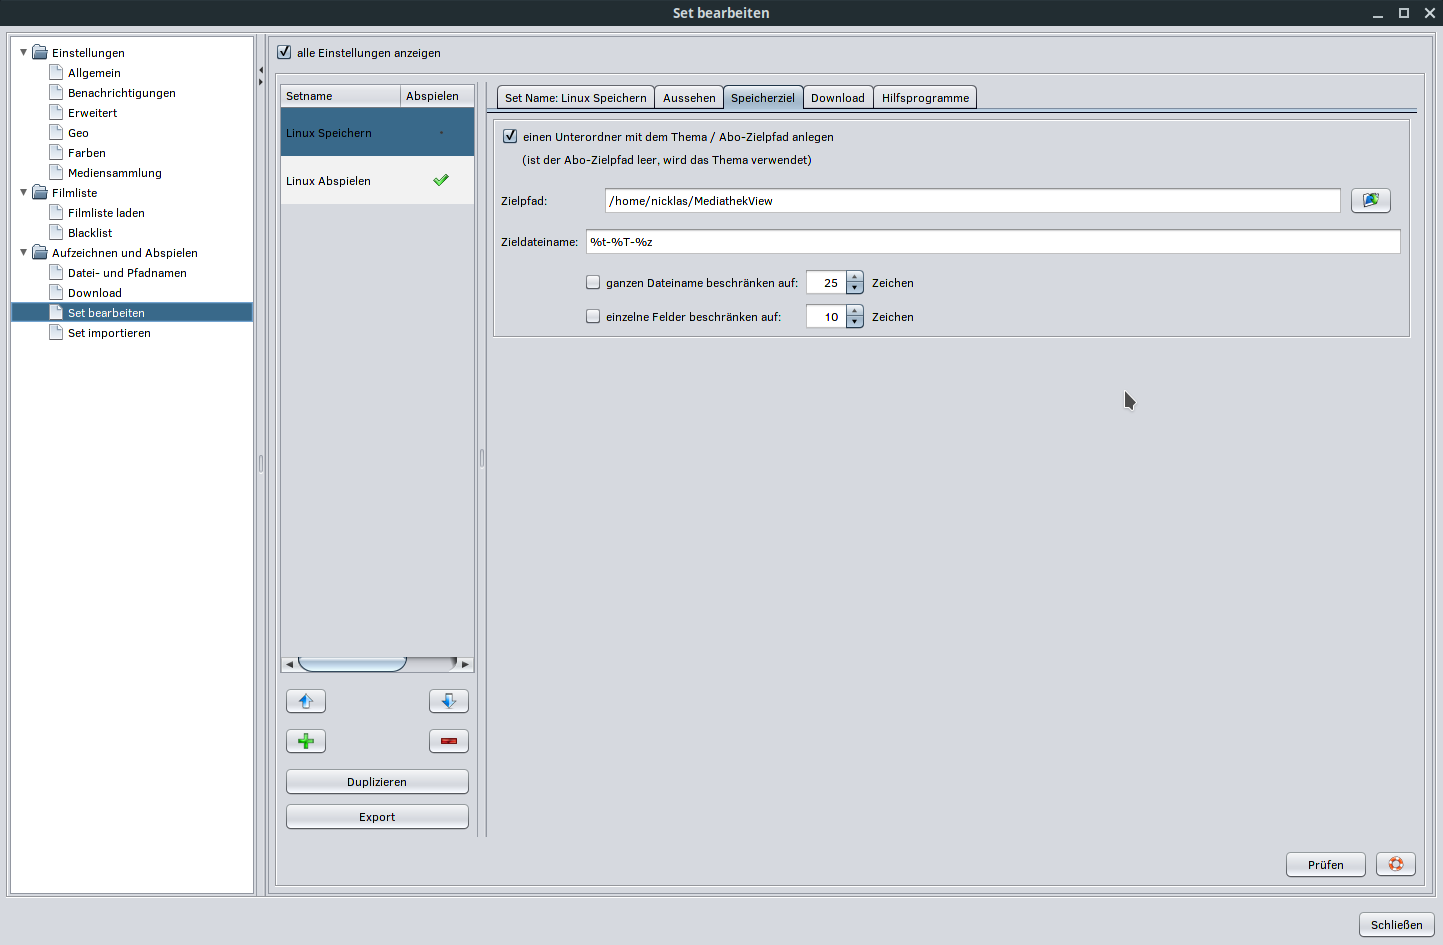 Set bearbeiten
Einstellungen
Allgemein
Benachrichtigungen
Erweitert
Geo
Farben
Mediensammlung
Filmliste
Filmliste laden
Blacklist
Aufzeichnen und Abspielen
Datei- und Pfadnamen
Download
Set bearbeiten
Set importieren
alle Einstellungen anzeigen
Setname Abspielen
Linux Speichern
Linux Abspielen
Duplizieren
Export
Set Name: Linux Speichern Aussehen Speicherziel Download Hilfsprogramme
einen Unterordner mit dem Thema / Abo-Zielpfad anlegen
(ist der Abo-Zielpfad leer, wird das Thema verwendet)
Zielpfad: /home/nicklas/MediathekView
Zieldateiname: %t-%T-%z
ganzen Dateiname beschränken auf: 25 Zeichen
einzelne Felder beschränken auf: 10 Zeichen
Prüfen
Schließen